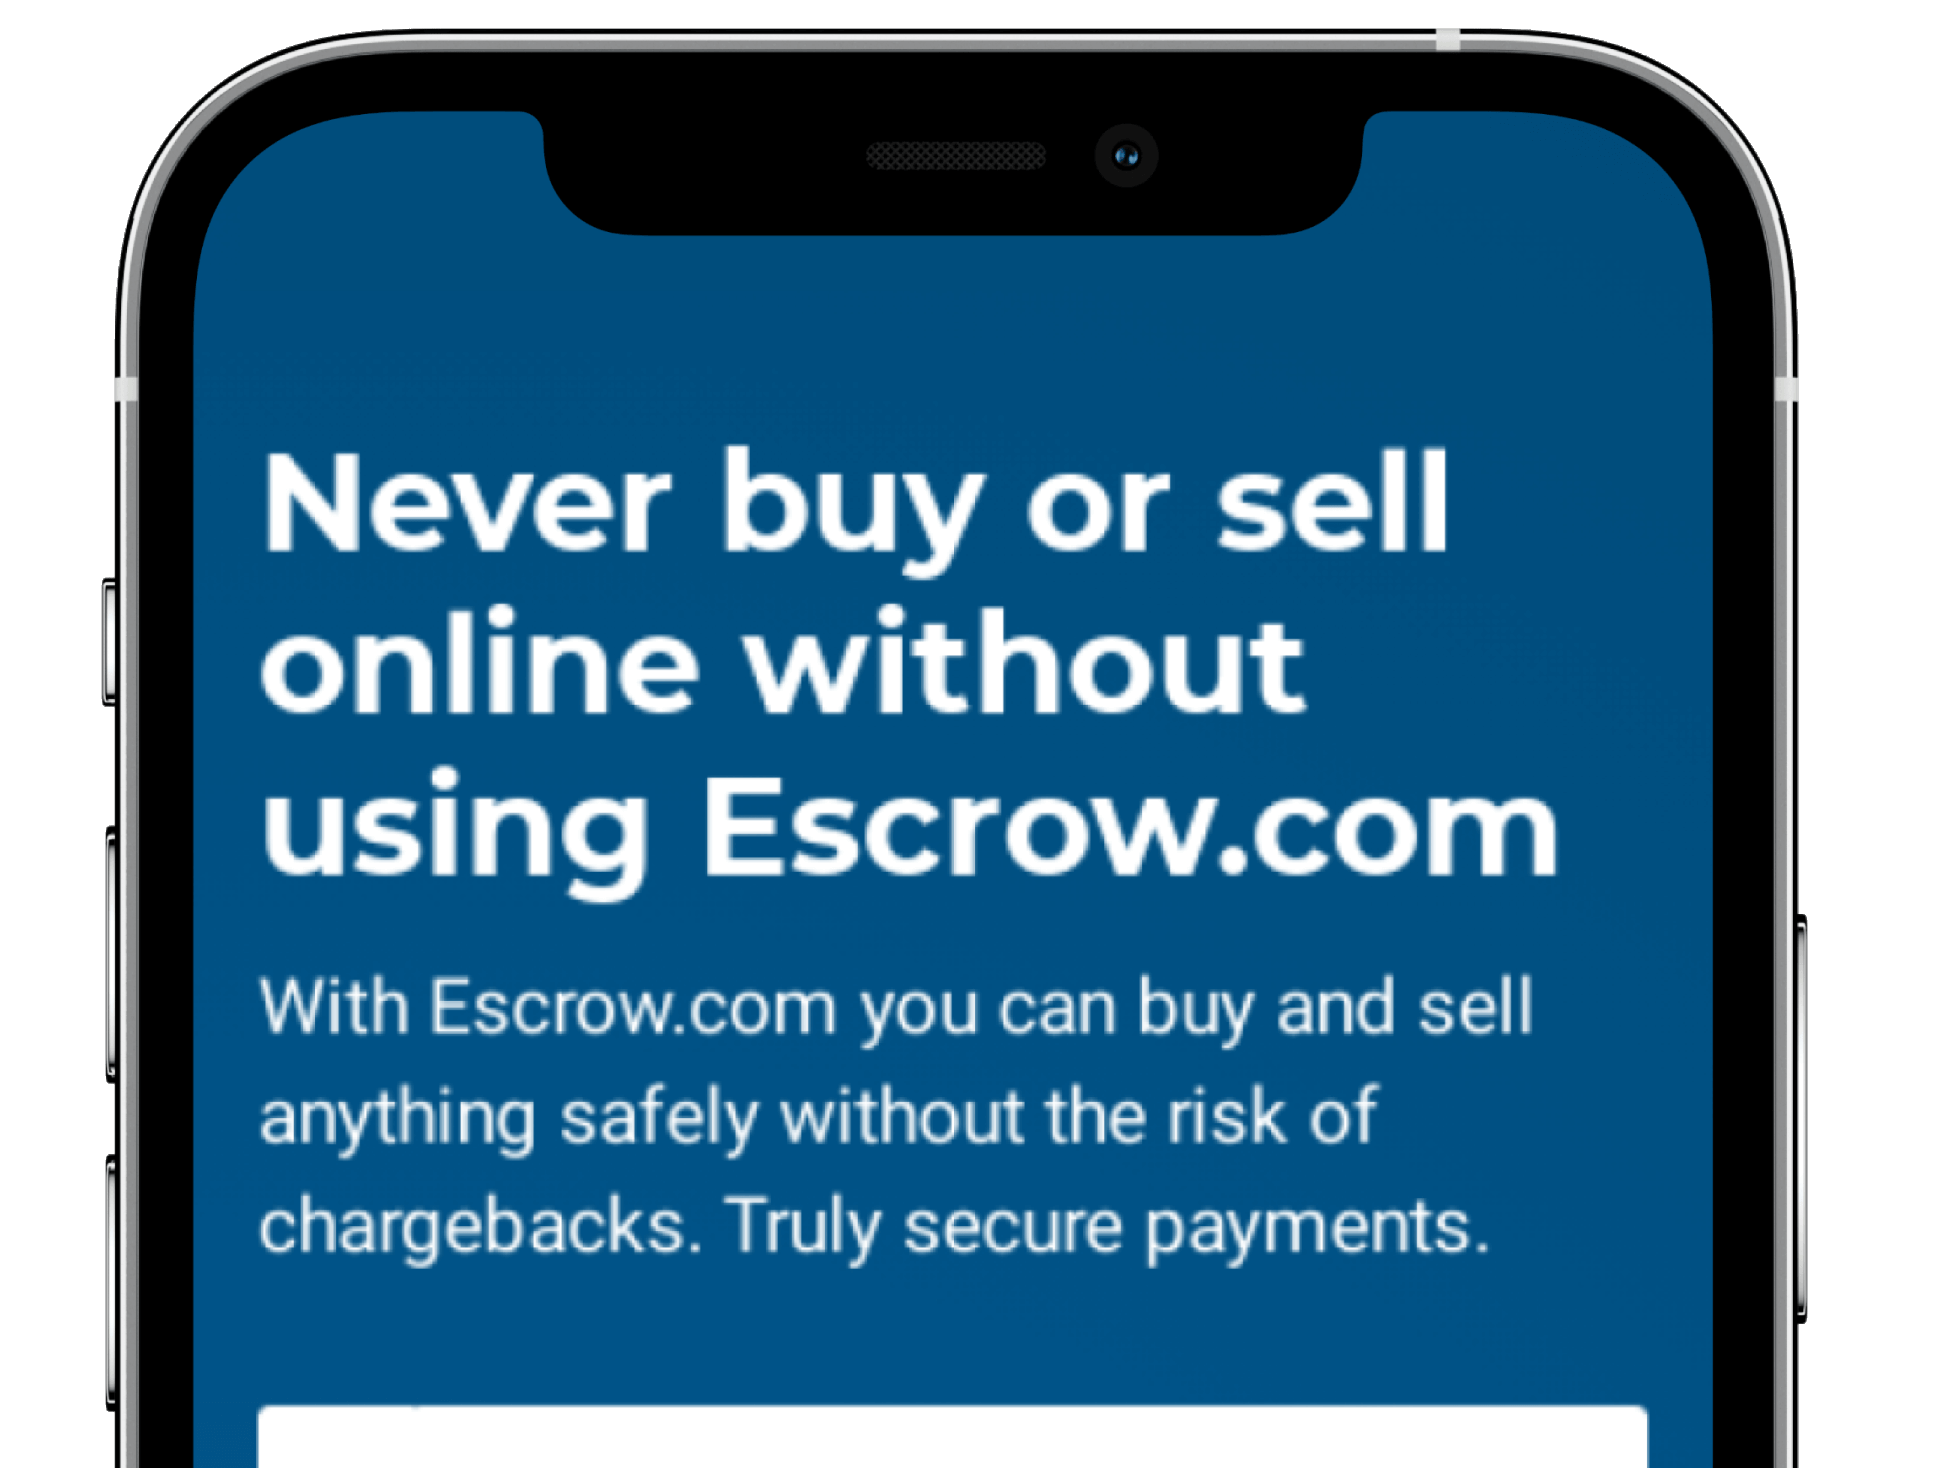 Never buy or sell
online without
using Escrow.com
With Escrow.com you can buy and sell
anything safely without the risk of
chargebacks. Truly secure payments.